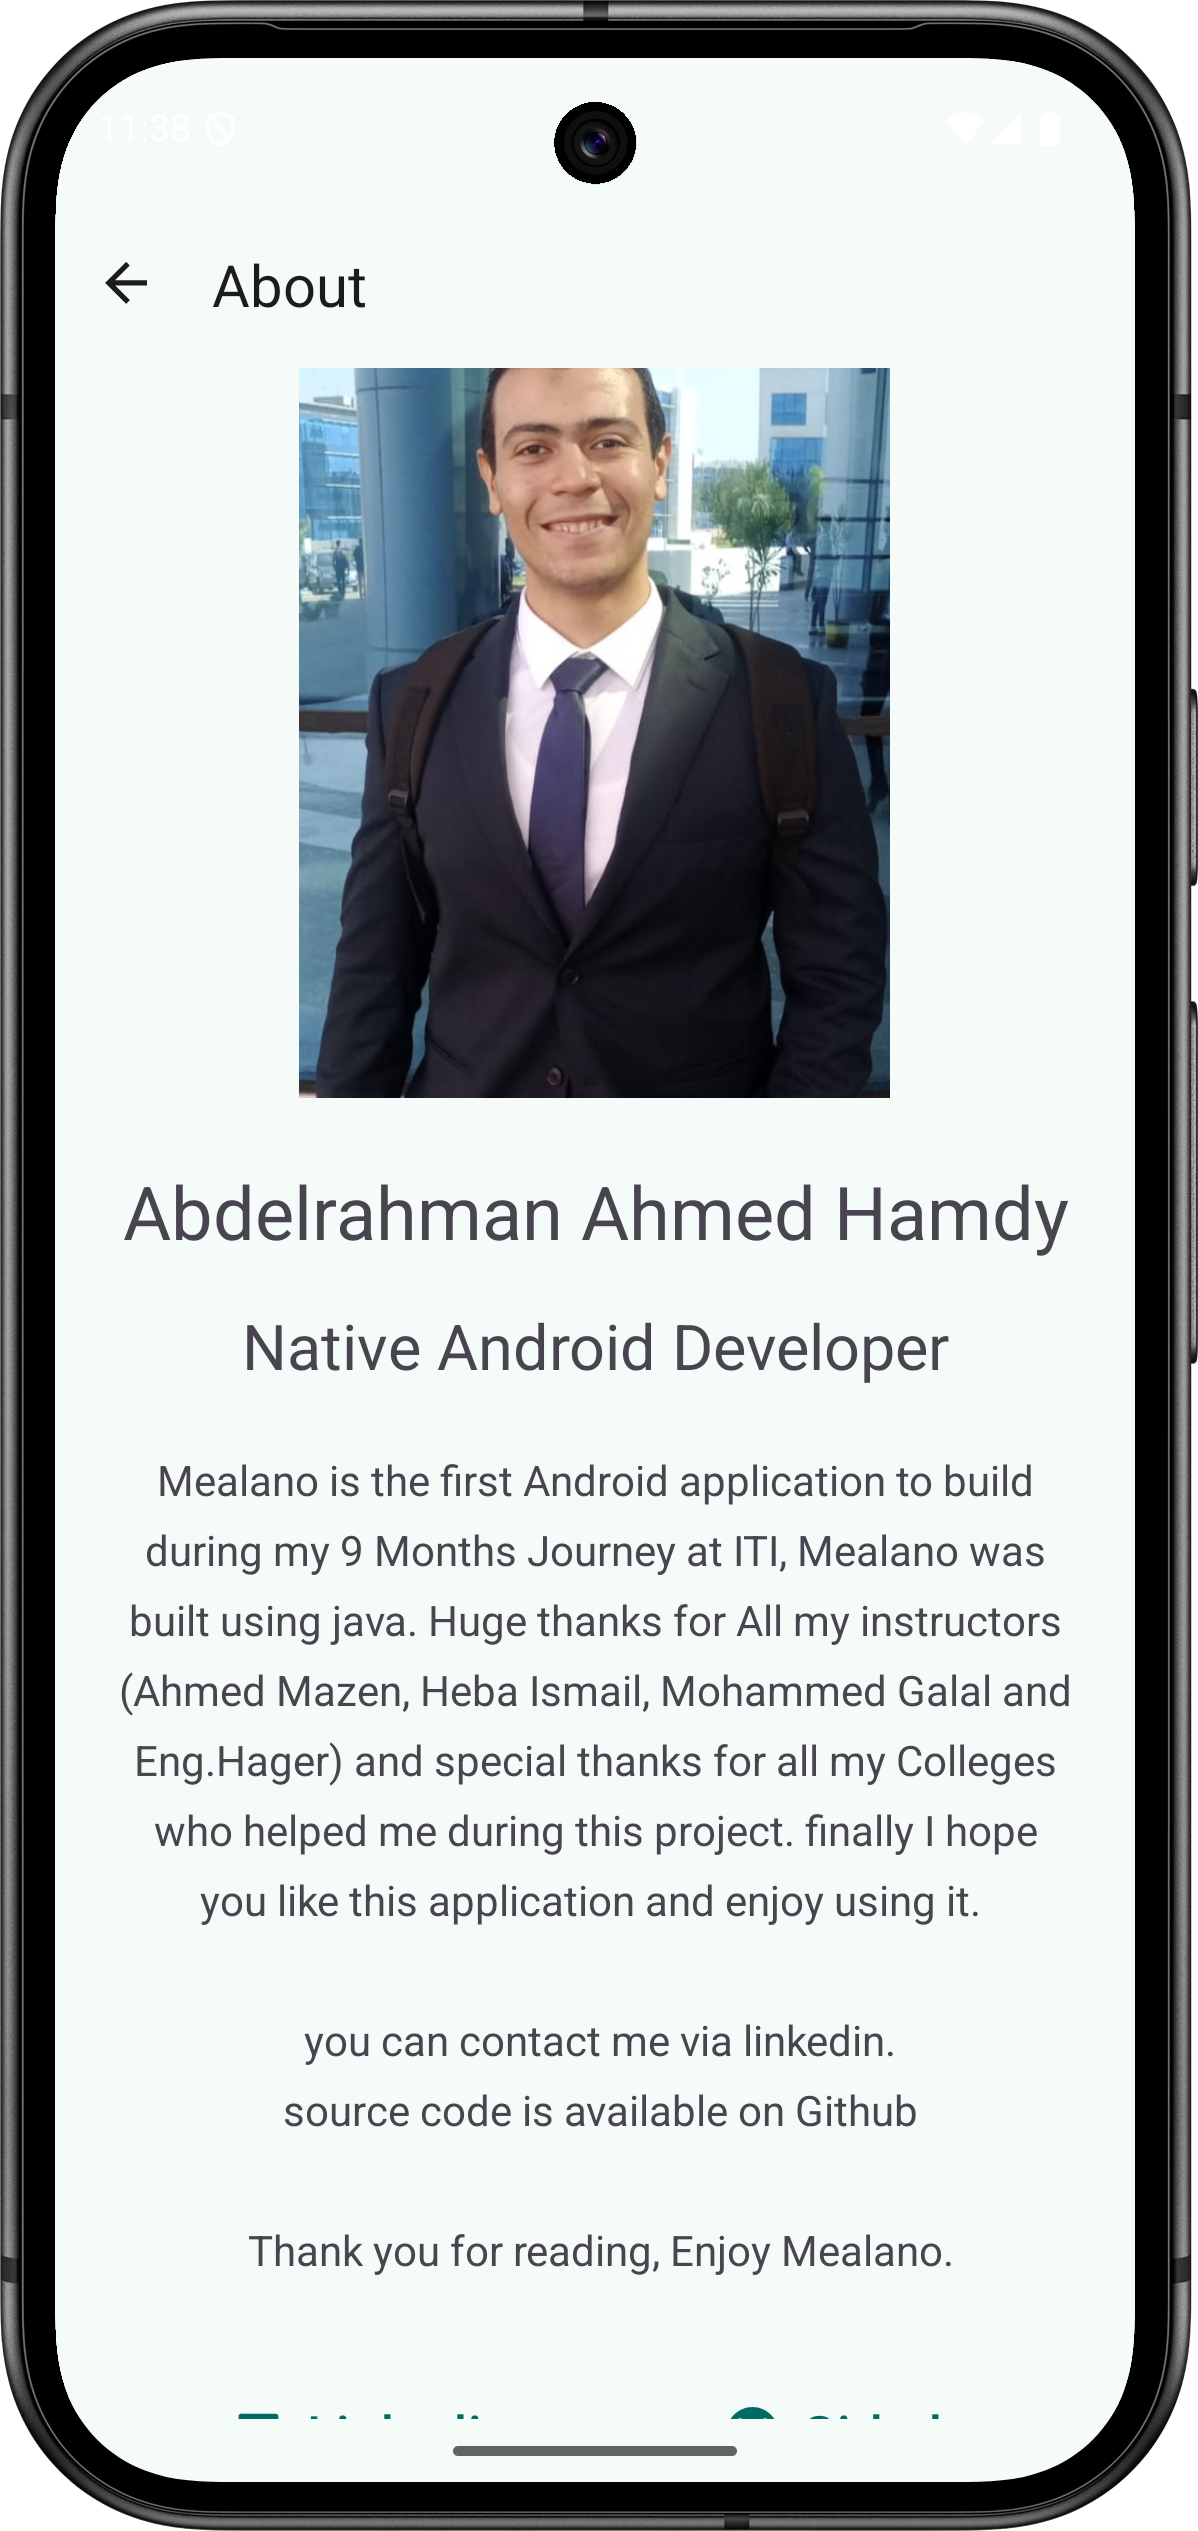 11:38
About
Abdelrahman Ahmed Hamdy
Native Android Developer
Mealano is the first Android application to build
during my 9 Months Journey at ITI, Mealano was
built using java. Huge thanks for All my instructors
(Ahmed Mazen, Heba Ismail, Mohammed Galal and
Eng.Hager) and special thanks for all my Colleges
who helped me during this project. finally I hope
you like this application and enjoy using it.
you can contact me via linkedin.
source code is available on Github
Thank you for reading, Enjoy Mealano.